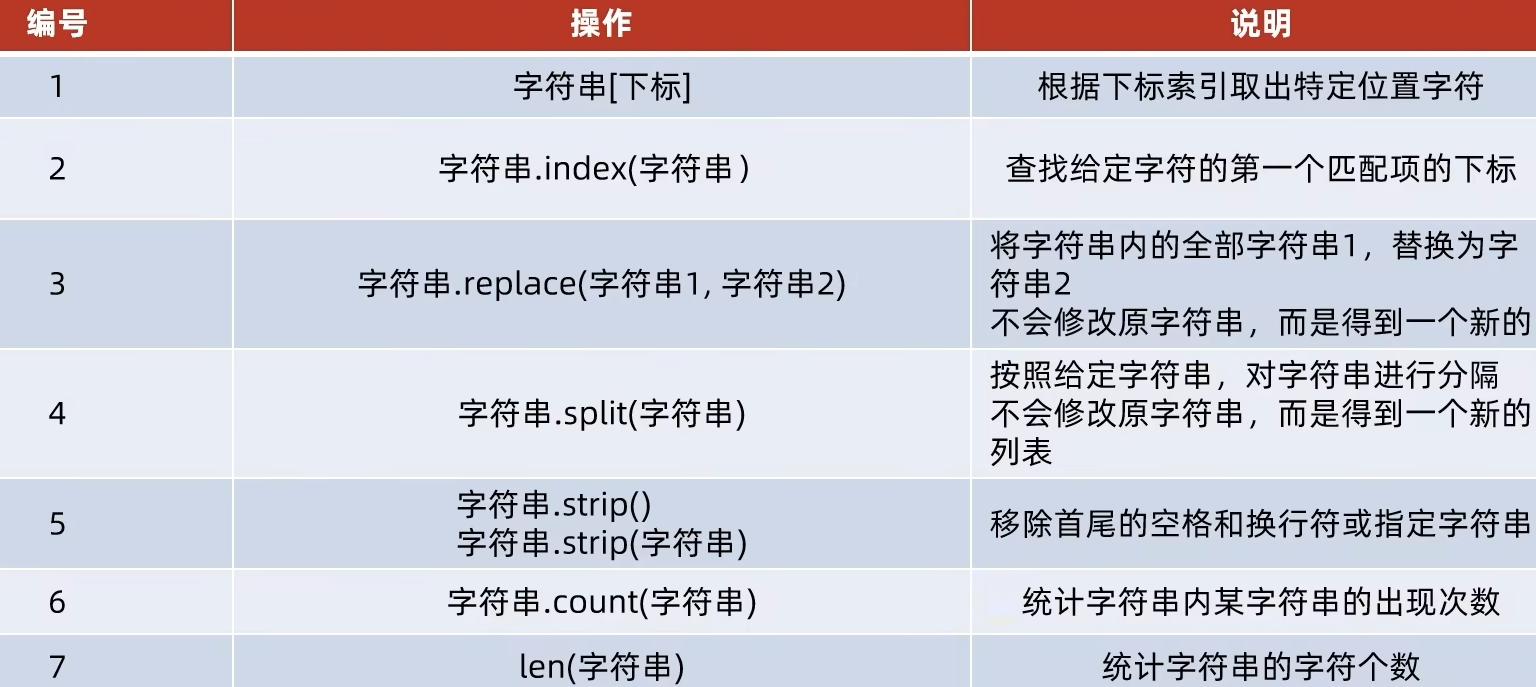 编号 操作 说明
1 字符串[下标] 根据下标索引取出特定位置字符
2 字符串.index(字符串) 查找给定字符的第一个匹配项的下标
3 字符串.replace(字符串1, 字符串2) 将字符串内的全部字符串1，替换为字
符串2
不会修改原字符串，而是得到一个新的
4 字符串.split(字符串) 按照给定字符串，对字符串进行分隔
不会修改原字符串，而是得到一个新的
列表
5 字符串.strip()
字符串.strip(字符串) 移除首尾的空格和换行符或指定字符串
6 字符串.count(字符串) 统计字符串内某字符串的出现次数
7 len(字符串) 统计字符串的字符个数